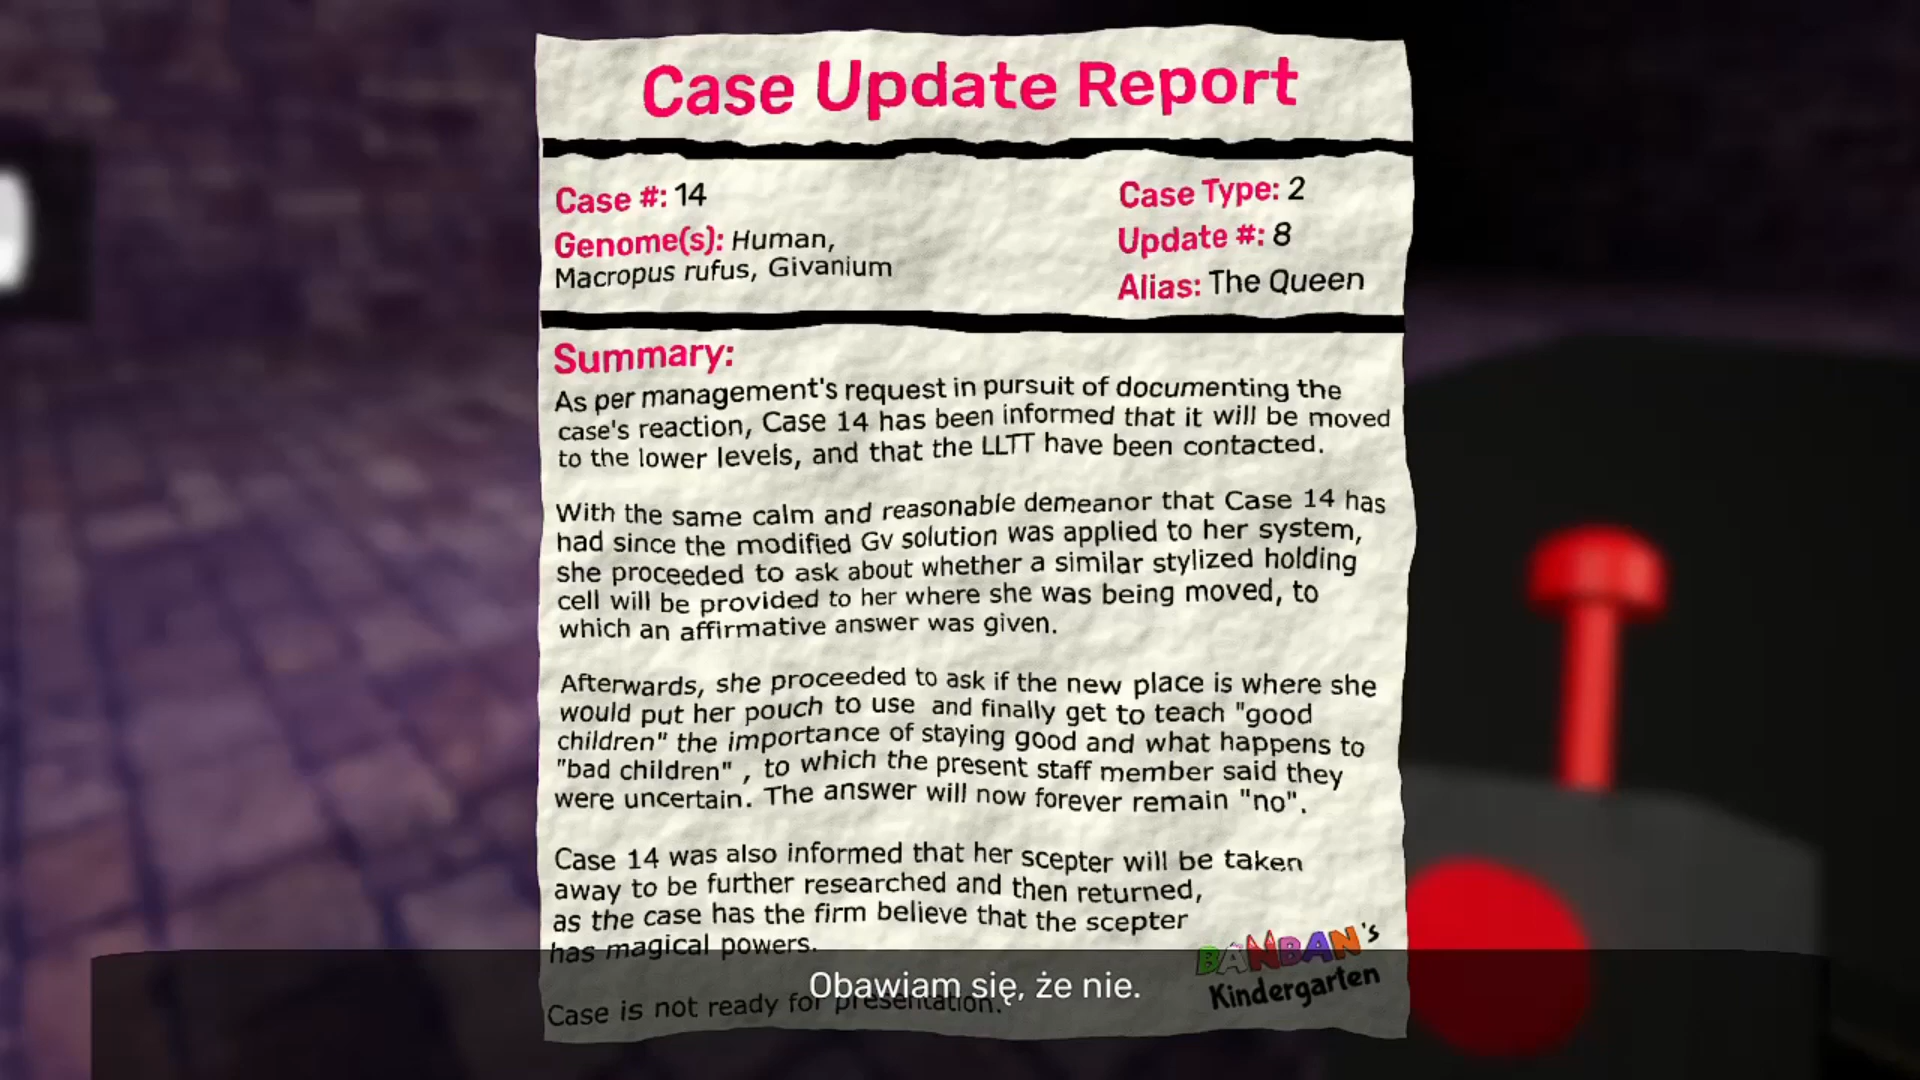 Case Update Report
Case #: 14
Genome(s): Human,
Macropus rufus, Givanium
Case Type: 2
Update #: 8
Alias: The Queen
Summary:
As per management's request in pursuit of documenting the
case's reaction, Case 14 has been informed that it will be moved
to the lower levels, and that the LLTT have been contacted.
With the same calm and reasonable demeanor that Case 14 has
had since the modified Gv solution was applied to her system,
she proceeded to ask about whether a similar stylized holding
cell will be provided to her where she was being moved, to
which an affirmative answer was given.
Afterwards, she proceeded to ask if the new place is where she
would put her pouch to use and finally get to teach "good
children" the importance of staying good and what happens to
"bad children" , to which the present staff member said they
were uncertain. The answer will now forever remain "no".
Case 14 was also informed that her scepter will be taken
away to be further researched and then returned,
as the case has the firm believe that the scepter
has magical powers.
Case is not ready for presentation.
BANBAN's
Kindergarten
Obawiam się, że nie.